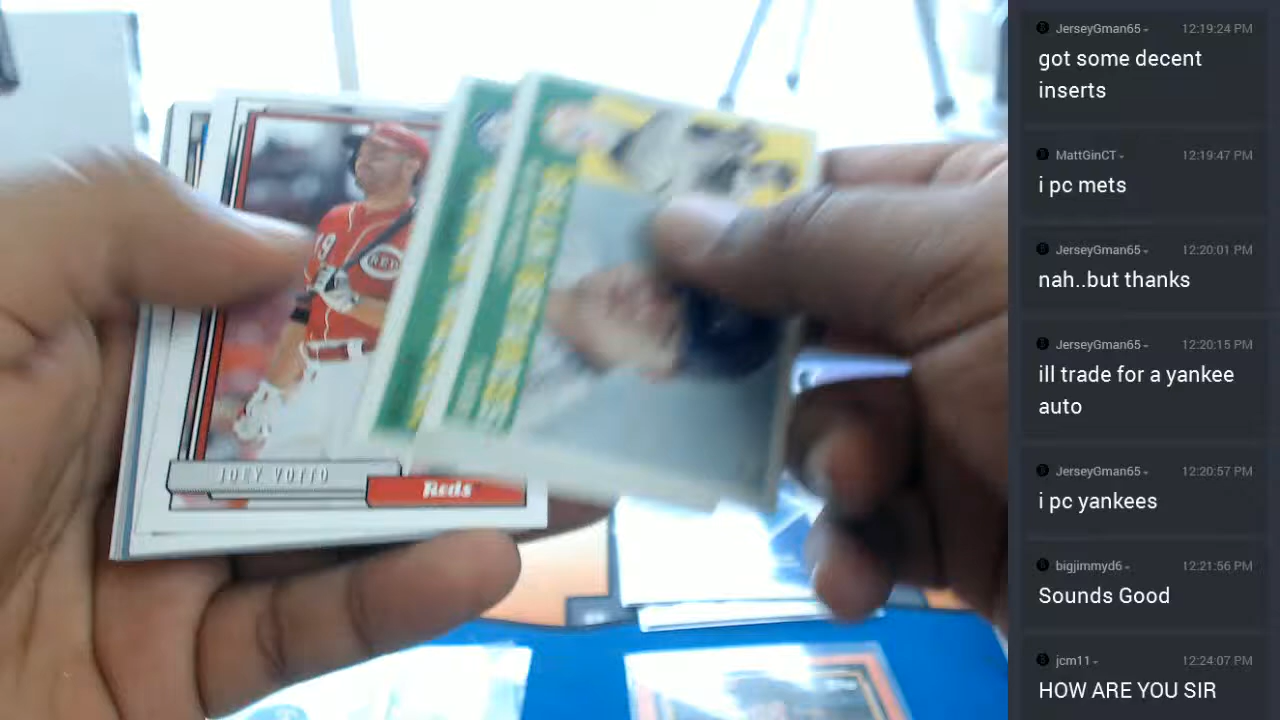 JOEY VOTTO
Reds
19
RED
JerseyGman65
12:19:24 PM
got some decent
inserts
MattGinCT
12:19:47 PM
i pc mets
JerseyGman65
12:20:01 PM
nah..but thanks
JerseyGman65
12:20:15 PM
ill trade for a yankee
auto
JerseyGman65
12:20:57 PM
i pc yankees
bigjimmyd6
12:21:56 PM
Sounds Good
jcm11
12:24:07 PM
HOW ARE YOU SIR